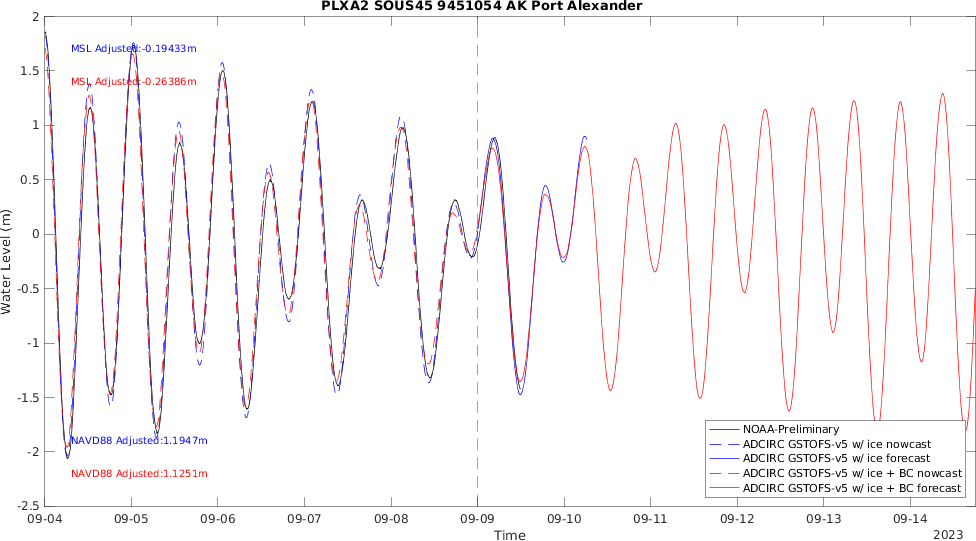 PLXA2 SOUS45 9451054 AK Port Alexander
2
1.5
1
0.5
0
-0.5
-1
-1.5
-2
-2.5
Water Level (m)
MSL Adjusted:-0.19433m
MSL Adjusted:-0.26386m
NAVD88 Adjusted:1.1947m
NAVD88 Adjusted:1.1251m
NOAA-Preliminary
ADCIRC GSTOFS-v5 w/ ice nowcast
ADCIRC GSTOFS-v5 w/ ice forecast
ADCIRC GSTOFS-v5 w/ ice + BC nowcast
ADCIRC GSTOFS-v5 w/ ice + BC forecast
09-04 09-05 09-06 09-07 09-08 09-09 09-10 09-11 09-12 09-13 09-14
Time
2023